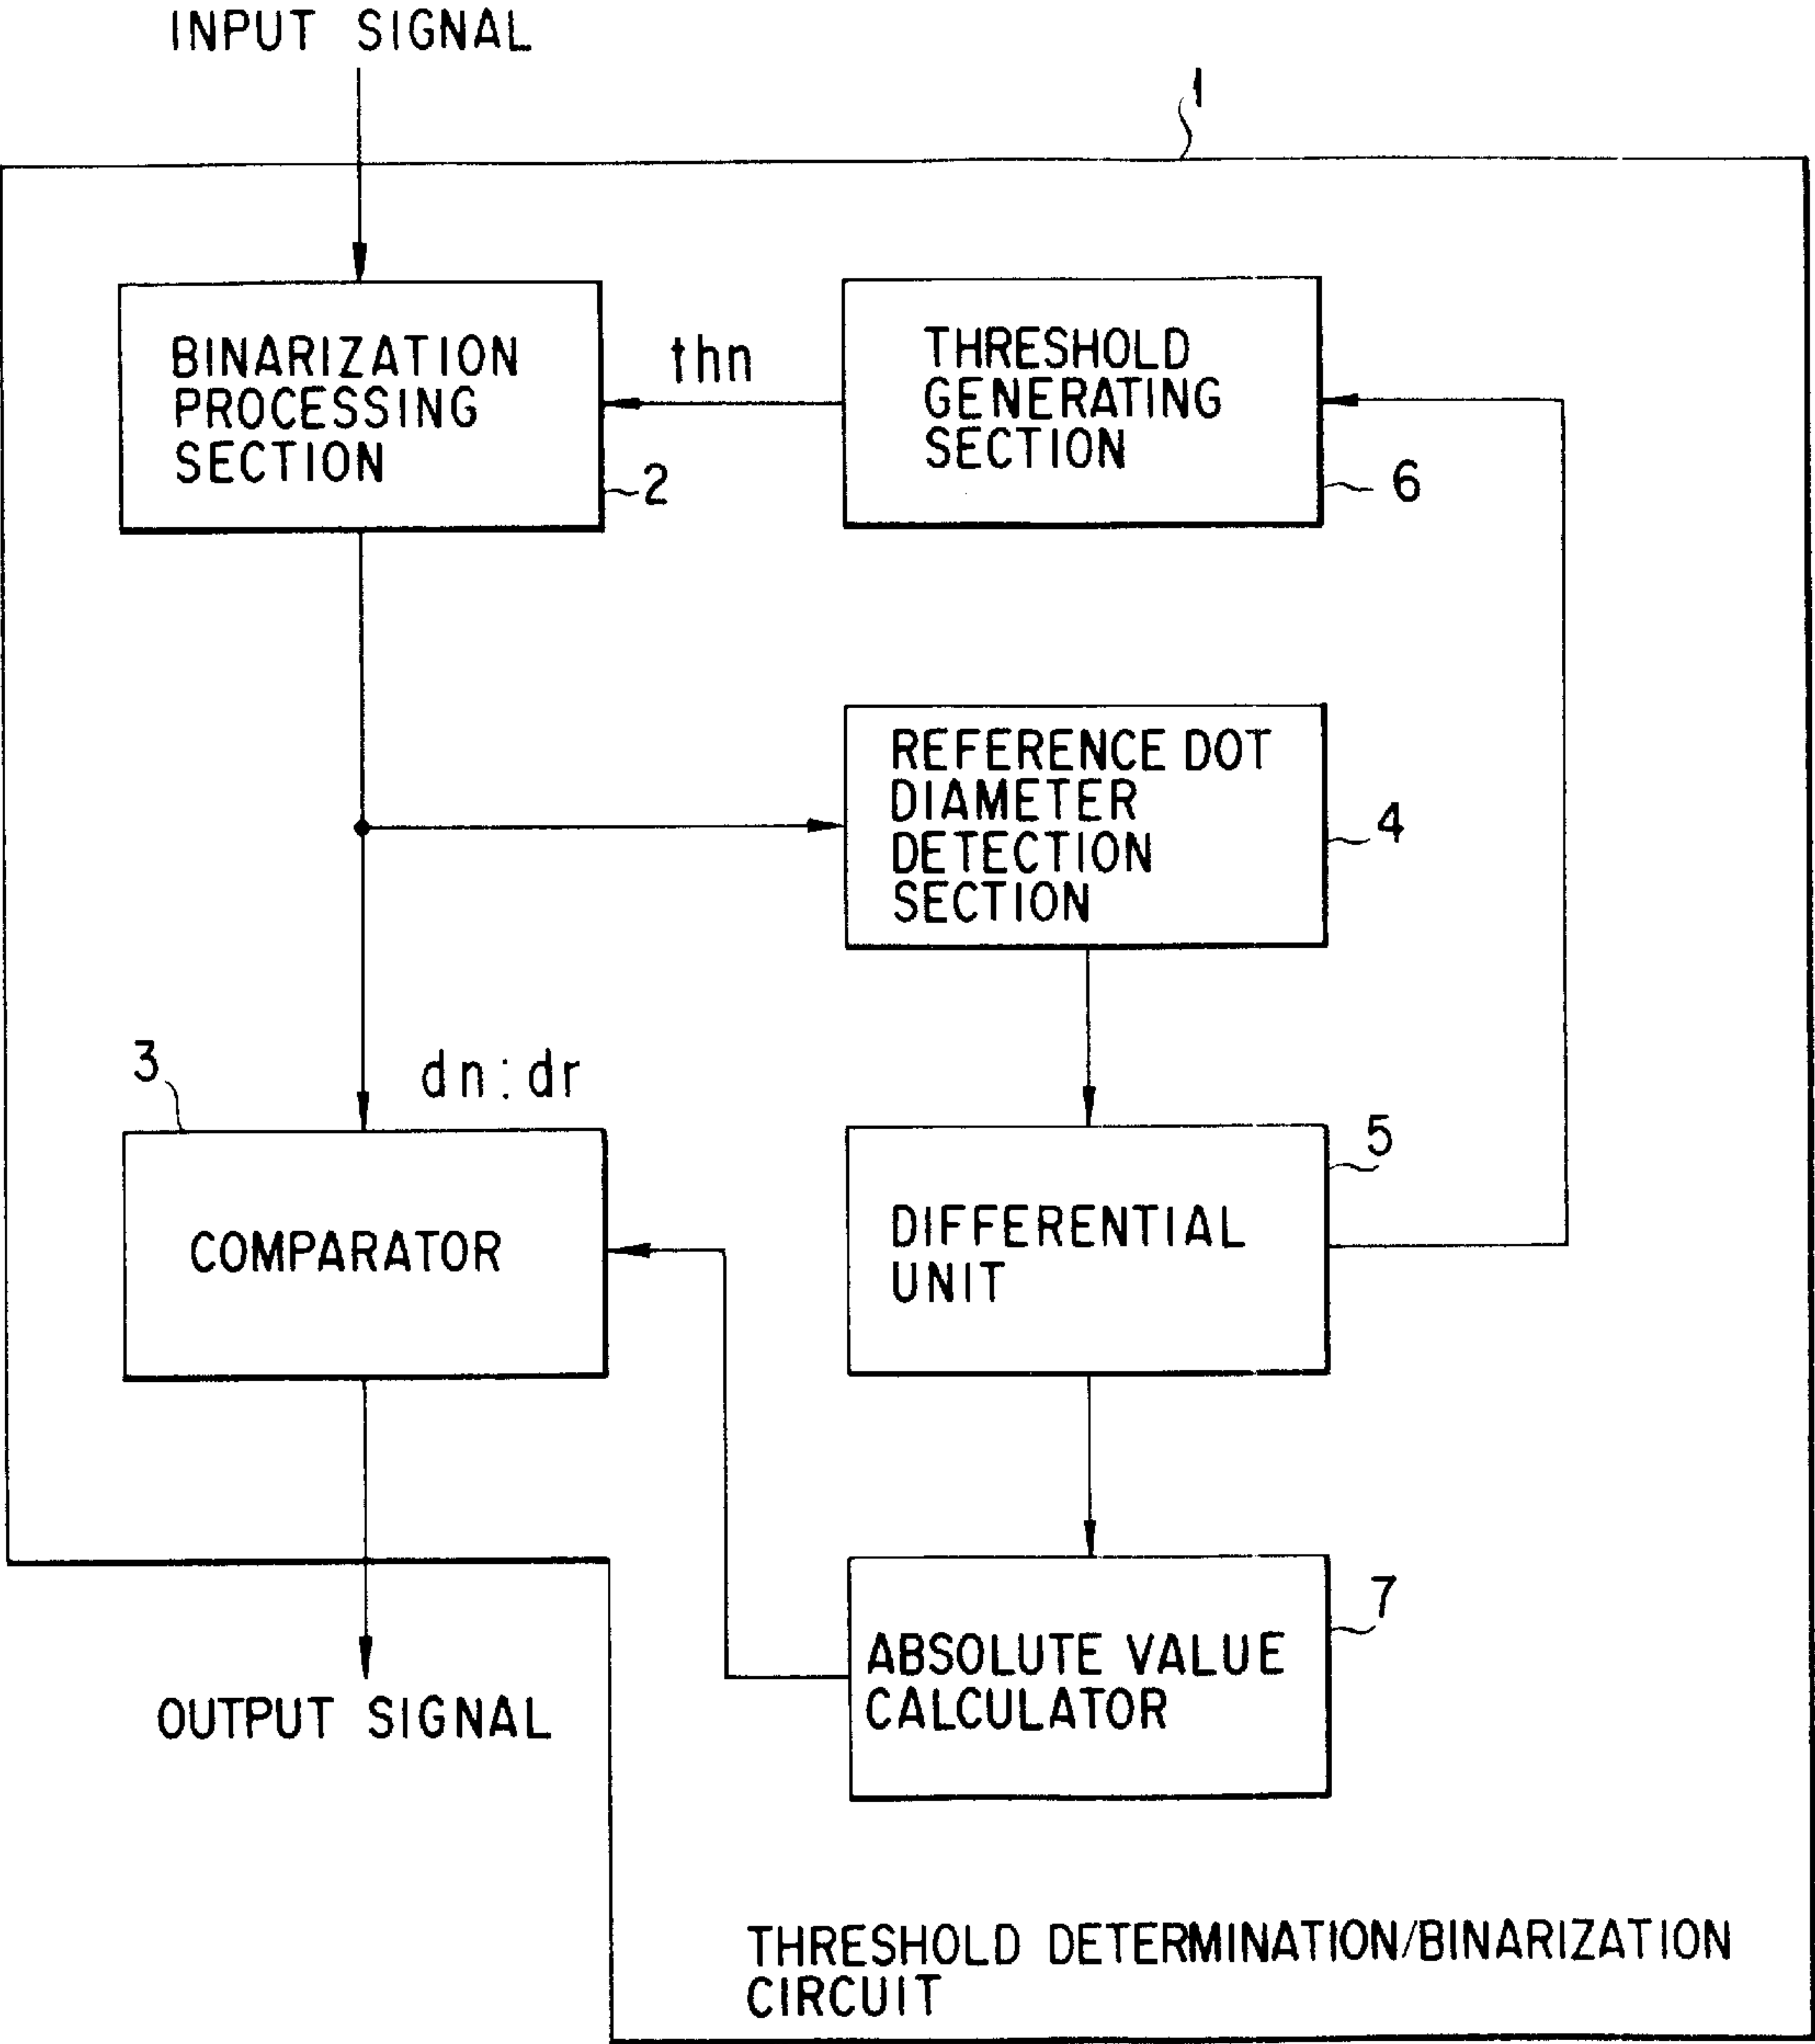 INPUT SIGNAL
1
BINARIZATION
PROCESSING
SECTION
2
thn
THRESHOLD
GENERATING
SECTION
6
REFERENCE DOT
DIAMETER
DETECTION
SECTION
4
3
dn:dr
COMPARATOR
5
DIFFERENTIAL
UNIT
7
ABSOLUTE VALUE
CALCULATOR
OUTPUT SIGNAL
THRESHOLD DETERMINATION/BINARIZATION
CIRCUIT